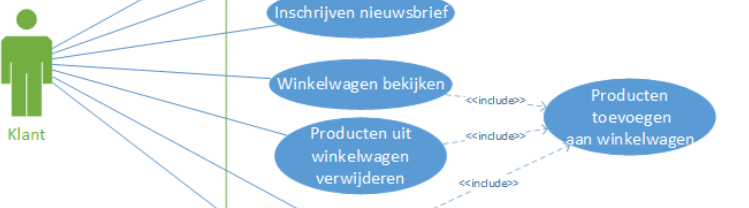 Inschrijven nieuwsbrief
Winkelwagen bekijken
<<include>>
Producten
toevoegen
aan winkelwagen
Klant
Producten uit
winkelwagen
verwijderen
<<include>>
<<include>>